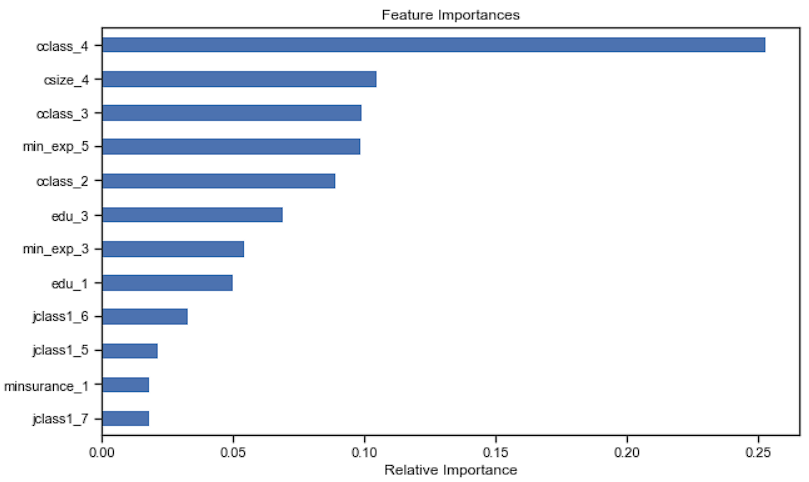 Feature Importances
cclass_4
csize_4
cclass_3
min_exp_5
cclass_2
edu_3
min_exp_3
edu_1
jclass1_6
jclass1_5
minsurance_1
jclass1_7
0.00 0.05 0.10 0.15 0.20 0.25
Relative Importance